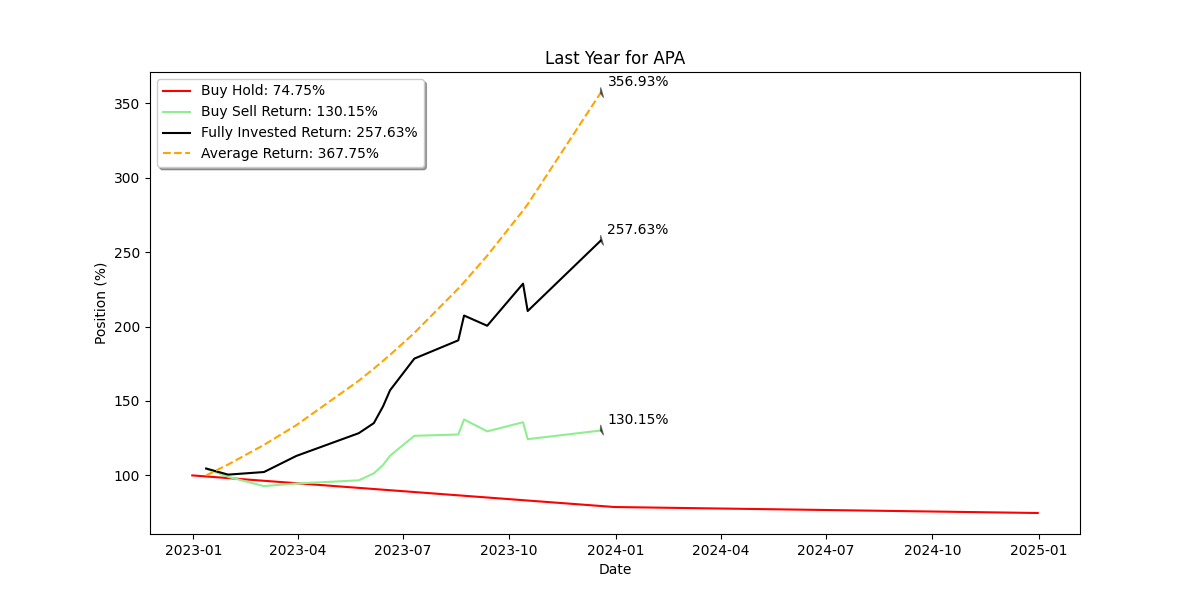 Last Year for APA
Buy Hold: 74.75%
Buy Sell Return: 130.15%
Fully Invested Return: 257.63%
Average Return: 367.75%
356.93%
257.63%
130.15%
Position (%)
350
300
250
200
150
100
2023-01 2023-04 2023-07 2023-10 2024-01 2024-04 2024-07 2024-10 2025-01
Date